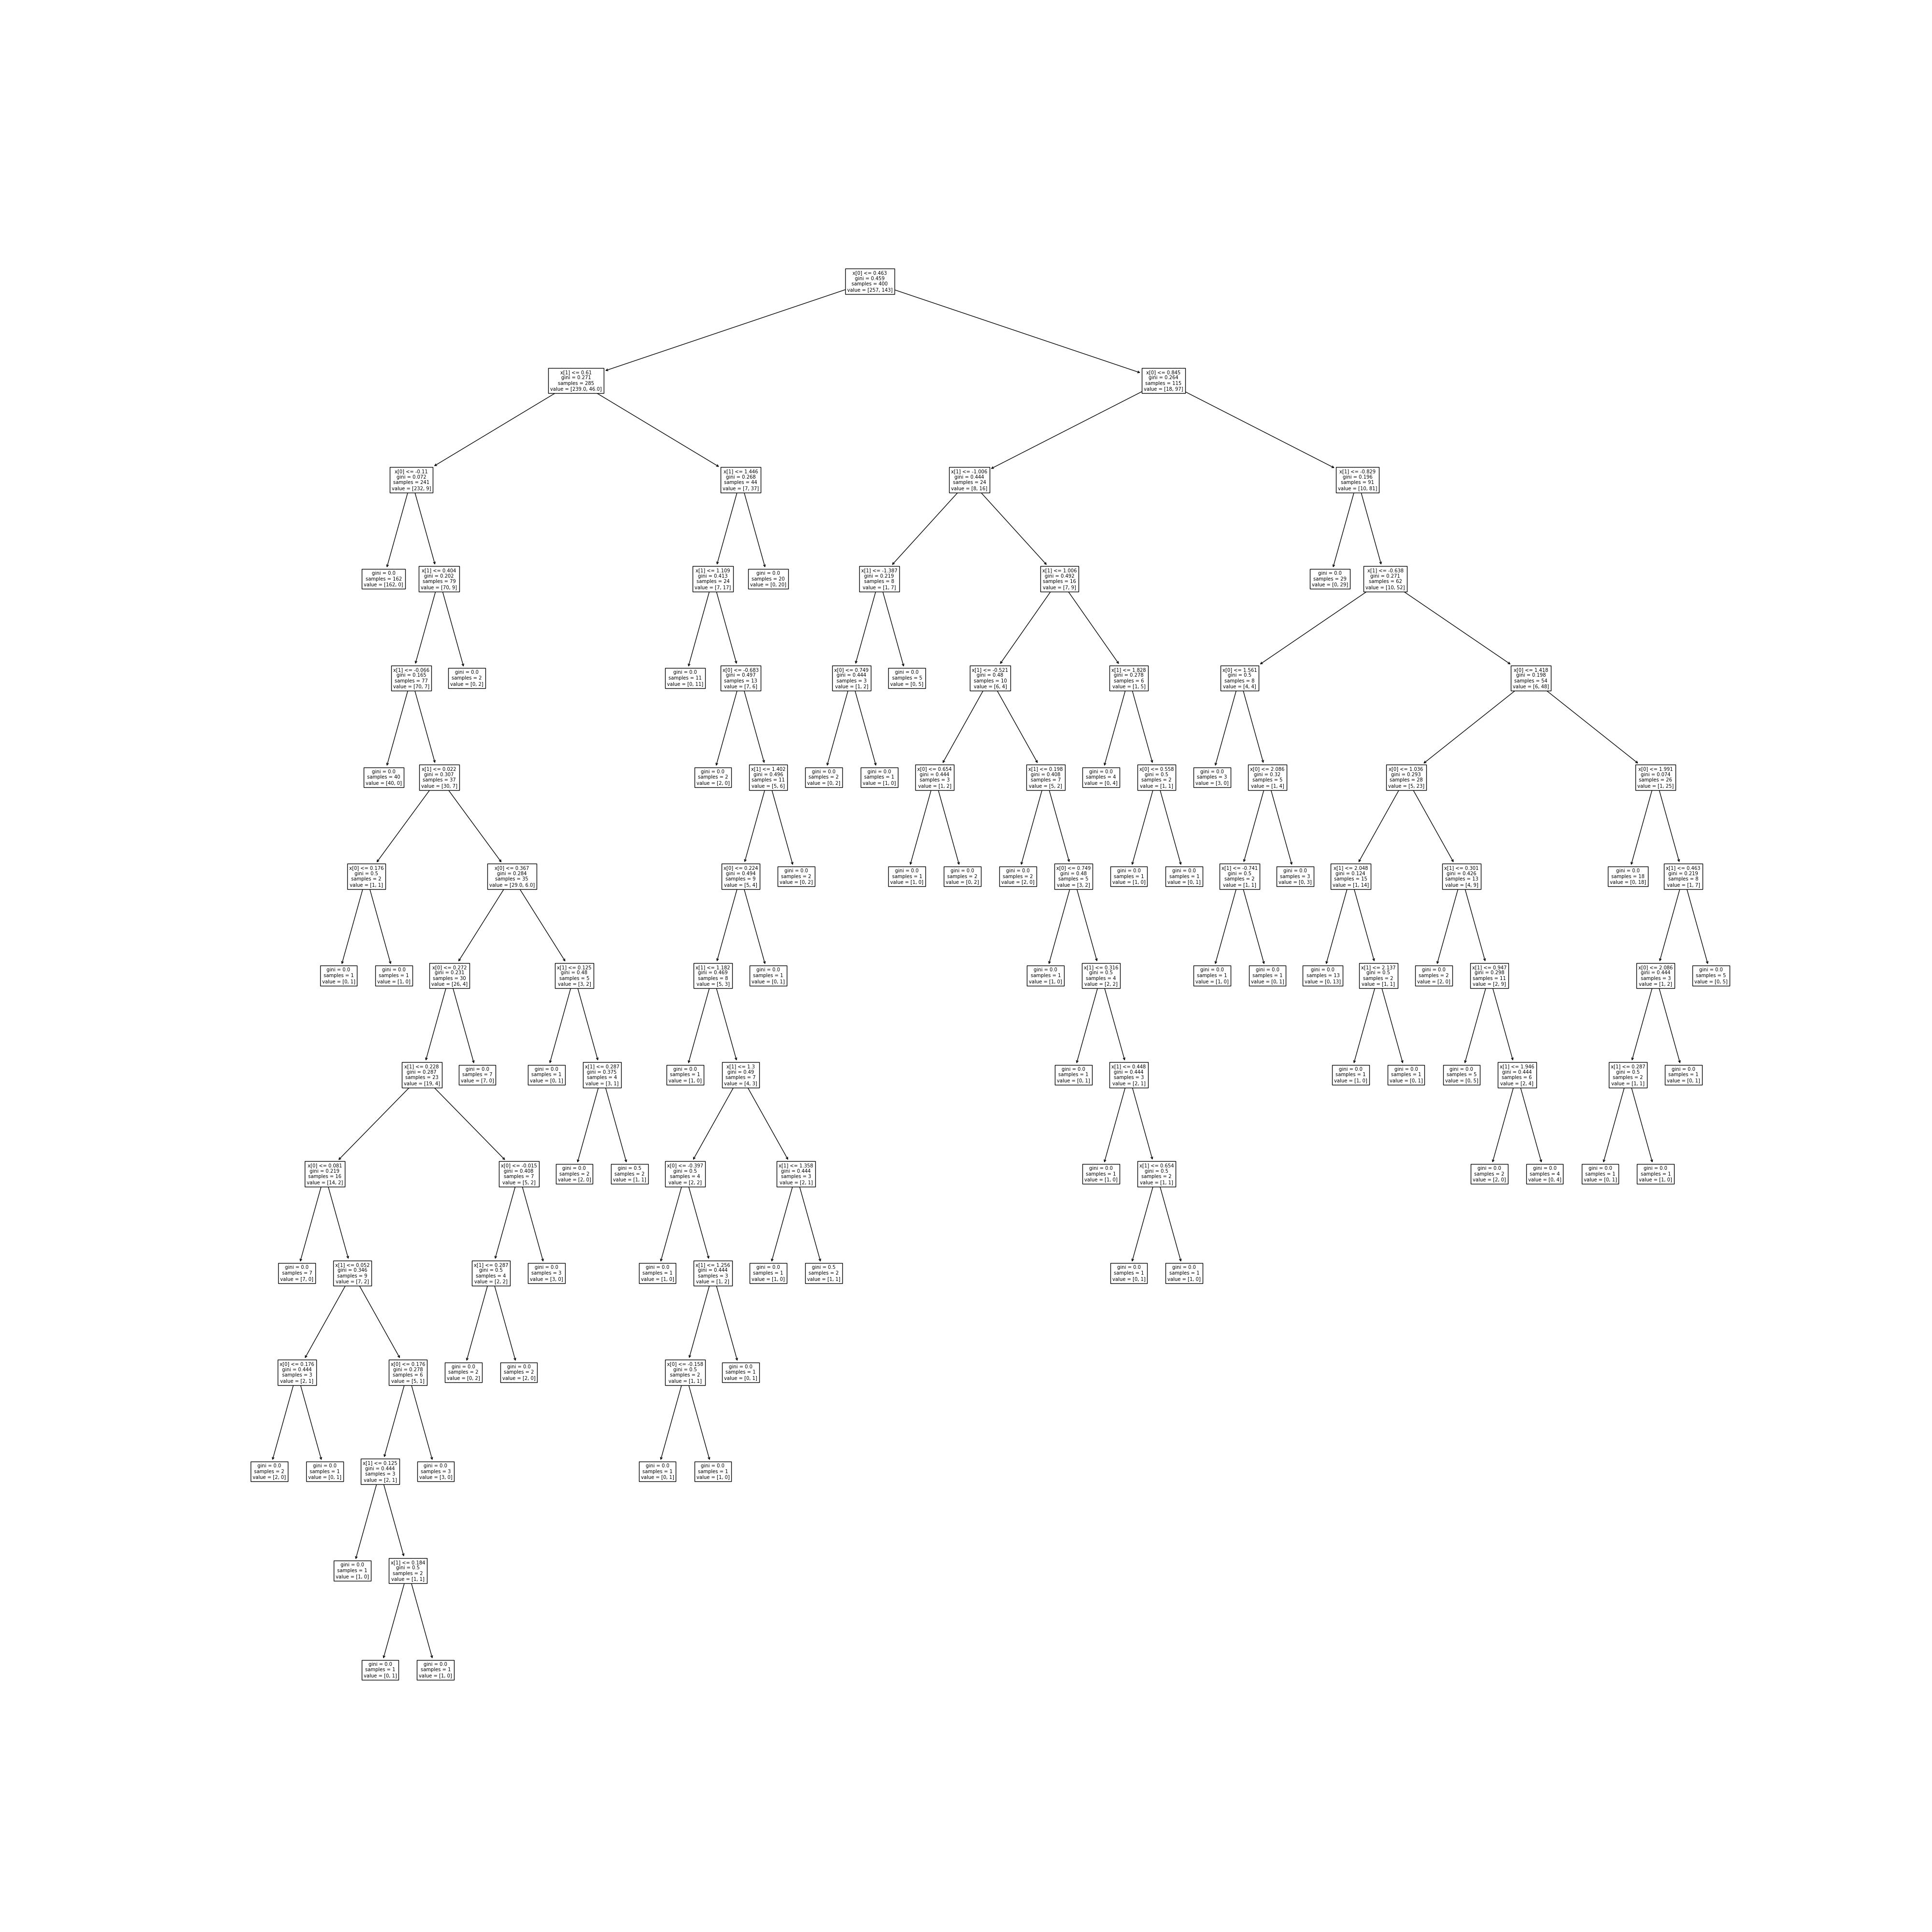 x[0] <= 0.463
gini = 0.459
samples = 400
value = [257, 143]
x[1] <= 0.61
gini = 0.271
samples = 285
value = [239.0, 46.0]
x[0] <= 0.845
gini = 0.264
samples = 115
value = [18, 97]
x[0] <= -0.11
gini = 0.072
samples = 241
value = [232, 9]
x[1] <= 1.446
gini = 0.268
samples = 44
value = [7, 37]
x[1] <= -1.006
gini = 0.444
samples = 24
value = [8, 16]
x[1] <= -0.829
gini = 0.196
samples = 91
value = [10, 81]
gini = 0.0
samples = 162
value = [162, 0]
x[1] <= 0.404
gini = 0.202
samples = 79
value = [70, 9]
x[1] <= 1.109
gini = 0.413
samples = 24
value = [7, 17]
gini = 0.0
samples = 20
value = [0, 20]
x[1] <= -1.387
gini = 0.219
samples = 8
value = [1, 7]
x[1] <= 1.006
gini = 0.492
samples = 16
value = [7, 9]
gini = 0.0
samples = 29
value = [0, 29]
x[1] <= -0.638
gini = 0.271
samples = 62
value = [10, 52]
x[1] <= -0.066
gini = 0.165
samples = 77
value = [70, 7]
gini = 0.0
samples = 2
value = [0, 2]
gini = 0.0
samples = 11
value = [0, 11]
x[0] <= -0.683
gini = 0.497
samples = 13
value = [7, 6]
x[0] <= 0.749
gini = 0.444
samples = 3
value = [1, 2]
gini = 0.0
samples = 5
value = [0, 5]
x[1] <= -0.521
gini = 0.48
samples = 10
value = [6, 4]
x[1] <= 1.828
gini = 0.278
samples = 6
value = [1, 5]
x[0] <= 1.561
gini = 0.5
samples = 8
value = [4, 4]
x[0] <= 1.418
gini = 0.198
samples = 54
value = [6, 48]
gini = 0.0
samples = 40
value = [40, 0]
x[1] <= 0.022
gini = 0.307
samples = 37
value = [30, 7]
gini = 0.0
samples = 2
value = [2, 0]
x[1] <= 1.402
gini = 0.496
samples = 11
value = [5, 6]
gini = 0.0
samples = 2
value = [0, 2]
gini = 0.0
samples = 1
value = [1, 0]
x[0] <= 0.654
gini = 0.444
samples = 3
value = [1, 2]
x[1] <= 0.198
gini = 0.408
samples = 7
value = [5, 2]
gini = 0.0
samples = 4
value = [0, 4]
x[0] <= 0.558
gini = 0.5
samples = 2
value = [1, 1]
gini = 0.0
samples = 3
value = [3, 0]
x[0] <= 2.086
gini = 0.32
samples = 5
value = [1, 4]
x[0] <= 1.036
gini = 0.293
samples = 28
value = [5, 23]
x[0] <= 1.991
gini = 0.074
samples = 26
value = [1, 25]
x[0] <= 0.176
gini = 0.5
samples = 2
value = [1, 1]
x[0] <= 0.367
gini = 0.284
samples = 35
value = [29.0, 6.0]
x[0] <= 0.224
gini = 0.494
samples = 9
value = [5, 4]
gini = 0.0
samples = 2
value = [0, 2]
gini = 0.0
samples = 1
value = [1, 0]
gini = 0.0
samples = 2
value = [0, 2]
gini = 0.0
samples = 2
value = [2, 0]
x[0] <= 0.749
gini = 0.48
samples = 5
value = [3, 2]
gini = 0.0
samples = 1
value = [1, 0]
gini = 0.0
samples = 1
value = [0, 1]
x[1] <= -0.741
gini = 0.5
samples = 2
value = [1, 1]
gini = 0.0
samples = 3
value = [0, 3]
x[1] <= 2.048
gini = 0.124
samples = 15
value = [1, 14]
x[1] <= 0.301
gini = 0.426
samples = 13
value = [4, 9]
gini = 0.0
samples = 18
value = [0, 18]
x[1] <= 0.463
gini = 0.219
samples = 8
value = [1, 7]
gini = 0.0
samples = 1
value = [0, 1]
gini = 0.0
samples = 1
value = [1, 0]
x[0] <= 0.272
gini = 0.231
samples = 30
value = [26, 4]
x[1] <= 0.125
gini = 0.48
samples = 5
value = [3, 2]
x[1] <= 1.182
gini = 0.469
samples = 8
value = [5, 3]
gini = 0.0
samples = 1
value = [0, 1]
gini = 0.0
samples = 1
value = [1, 0]
x[1] <= 0.316
gini = 0.5
samples = 4
value = [2, 2]
gini = 0.0
samples = 1
value = [1, 0]
gini = 0.0
samples = 1
value = [0, 1]
gini = 0.0
samples = 13
value = [0, 13]
x[1] <= 2.137
gini = 0.5
samples = 2
value = [1, 1]
gini = 0.0
samples = 2
value = [2, 0]
x[1] <= 0.947
gini = 0.298
samples = 11
value = [2, 9]
x[0] <= 2.086
gini = 0.444
samples = 3
value = [1, 2]
gini = 0.0
samples = 5
value = [0, 5]
x[1] <= 0.228
gini = 0.287
samples = 23
value = [19, 4]
gini = 0.0
samples = 7
value = [7, 0]
gini = 0.0
samples = 1
value = [0, 1]
x[1] <= 0.287
gini = 0.375
samples = 4
value = [3, 1]
gini = 0.0
samples = 1
value = [1, 0]
x[1] <= 1.3
gini = 0.49
samples = 7
value = [4, 3]
gini = 0.0
samples = 1
value = [0, 1]
x[1] <= 0.448
gini = 0.444
samples = 3
value = [2, 1]
gini = 0.0
samples = 1
value = [1, 0]
gini = 0.0
samples = 1
value = [0, 1]
gini = 0.0
samples = 5
value = [0, 5]
x[1] <= 1.946
gini = 0.444
samples = 6
value = [2, 4]
x[1] <= 0.287
gini = 0.5
samples = 2
value = [1, 1]
gini = 0.0
samples = 1
value = [0, 1]
x[0] <= 0.081
gini = 0.219
samples = 16
value = [14, 2]
x[0] <= -0.015
gini = 0.408
samples = 7
value = [5, 2]
gini = 0.0
samples = 2
value = [2, 0]
gini = 0.5
samples = 2
value = [1, 1]
x[0] <= -0.397
gini = 0.5
samples = 4
value = [2, 2]
x[1] <= 1.358
gini = 0.444
samples = 3
value = [2, 1]
gini = 0.0
samples = 1
value = [1, 0]
x[1] <= 0.654
gini = 0.5
samples = 2
value = [1, 1]
gini = 0.0
samples = 2
value = [2, 0]
gini = 0.0
samples = 4
value = [0, 4]
gini = 0.0
samples = 1
value = [0, 1]
gini = 0.0
samples = 1
value = [1, 0]
gini = 0.0
samples = 7
value = [7, 0]
x[1] <= 0.052
gini = 0.346
samples = 9
value = [7, 2]
x[1] <= 0.287
gini = 0.5
samples = 4
value = [2, 2]
gini = 0.0
samples = 3
value = [3, 0]
gini = 0.0
samples = 1
value = [1, 0]
x[1] <= 1.256
gini = 0.444
samples = 3
value = [1, 2]
gini = 0.0
samples = 1
value = [1, 0]
gini = 0.5
samples = 2
value = [1, 1]
gini = 0.0
samples = 1
value = [0, 1]
gini = 0.0
samples = 1
value = [1, 0]
x[0] <= 0.176
gini = 0.444
samples = 3
value = [2, 1]
x[0] <= 0.176
gini = 0.278
samples = 6
value = [5, 1]
gini = 0.0
samples = 2
value = [0, 2]
gini = 0.0
samples = 2
value = [2, 0]
x[0] <= -0.158
gini = 0.5
samples = 2
value = [1, 1]
gini = 0.0
samples = 1
value = [0, 1]
gini = 0.0
samples = 2
value = [2, 0]
gini = 0.0
samples = 1
value = [0, 1]
x[1] <= 0.125
gini = 0.444
samples = 3
value = [2, 1]
gini = 0.0
samples = 3
value = [3, 0]
gini = 0.0
samples = 1
value = [0, 1]
gini = 0.0
samples = 1
value = [1, 0]
gini = 0.0
samples = 1
value = [1, 0]
x[1] <= 0.184
gini = 0.5
samples = 2
value = [1, 1]
gini = 0.0
samples = 1
value = [0, 1]
gini = 0.0
samples = 1
value = [1, 0]